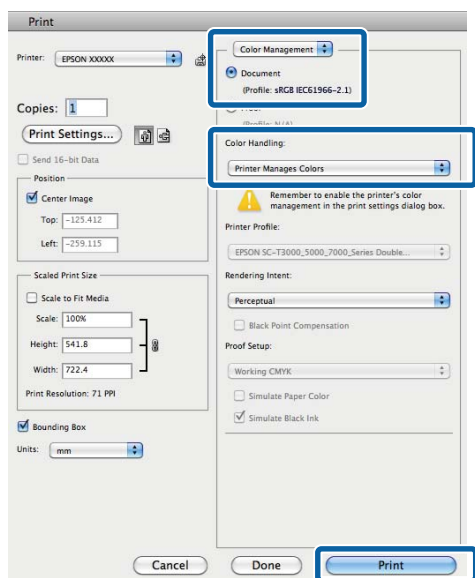 Print
Printer: EPSON XXXXX
Copies: 1
Print Settings...
Send 16-bit Data
Position
Center Image
Top: -125.412
Left: -259.115
Scaled Print Size
Scale to Fit Media
Scale: 100%
Height: 541.8
Width: 722.4
Print Resolution: 71 PPI
Bounding Box
Units: mm
Color Management
Document
(Profile: sRGB IEC61966-2.1)
(Profile: N/A)
Color Handling:
Printer Manages Colors
Remember to enable the printer's color
management in the print settings dialog box.
Printer Profile:
EPSON SC-T3000_5000_7000_Series Double...
Rendering Intent:
Perceptual
Black Point Compensation
Proof Setup:
Working CMYK
Simulate Paper Color
Simulate Black Ink
Cancel
Done
Print